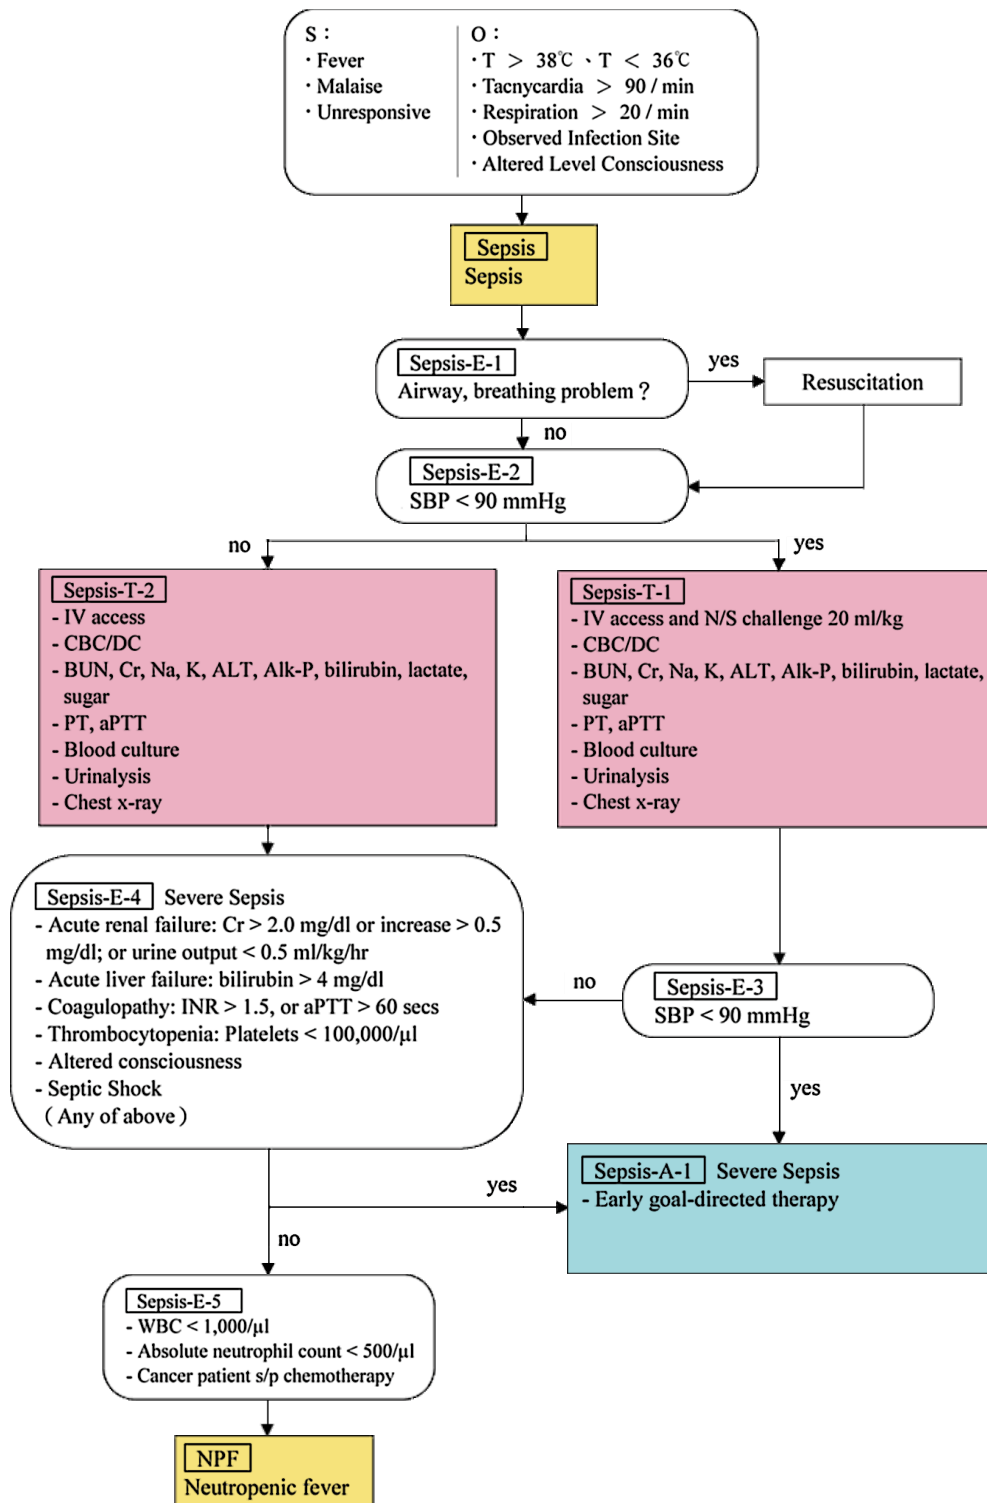 S：
· Fever
· Malaise
· Unresponsive
O：
· T > 38℃、T < 36℃
· Tacnycardia > 90 / min
· Respiration > 20 / min
· Observed Infection Site
· Altered Level Consciousness
Sepsis
Sepsis
Sepsis-E-1
Airway, breathing problem？
yes
Resuscitation
no
Sepsis-E-2
SBP < 90 mmHg
no
yes
Sepsis-T-2
- IV access
- CBC/DC
- BUN, Cr, Na, K, ALT, Alk-P, bilirubin, lactate,
sugar
- PT, aPTT
- Blood culture
- Urinalysis
- Chest x-ray
Sepsis-T-1
- IV access and N/S challenge 20 ml/kg
- CBC/DC
- BUN, Cr, Na, K, ALT, Alk-P, bilirubin, lactate,
sugar
- PT, aPTT
- Blood culture
- Urinalysis
- Chest x-ray
Sepsis-E-4 Severe Sepsis
- Acute renal failure: Cr > 2.0 mg/dl or increase > 0.5
mg/dl; or urine output < 0.5 ml/kg/hr
- Acute liver failure: bilirubin > 4 mg/dl
- Coagulopathy: INR > 1.5, or aPTT > 60 secs
- Thrombocytopenia: Platelets < 100,000/µl
- Altered consciousness
- Septic Shock
（Any of above）
no
Sepsis-E-3
SBP < 90 mmHg
yes
Sepsis-A-1 Severe Sepsis
- Early goal-directed therapy
yes
no
Sepsis-E-5
- WBC < 1,000/µl
- Absolute neutrophil count < 500/µl
- Cancer patient s/p chemotherapy
NPF
Neutropenic fever